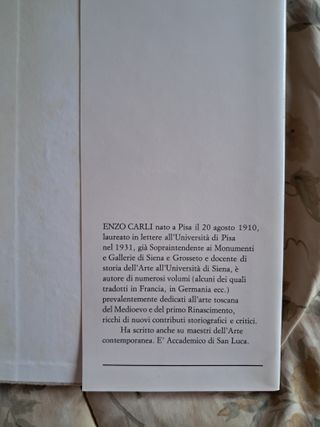 ENZO CARLI nato a Pisa il 20 agosto 1910,
laureato in lettere all'Università di Pisa
nel 1931, già Sopraintendente ai Monumenti
e Gallerie di Siena e Grosseto e docente di
storia dell'Arte all'Università di Siena, è
autore di numerosi volumi (alcuni dei quali
tradotti in Francia, in Germania ecc.)
prevalentemente dedicati all'arte toscana
del Medioevo e del primo Rinascimento,
ricchi di nuovi contributi storiografici e critici.
Ha scritto anche su maestri dell'Arte
contemporanea. E' Accademico di San Luca.